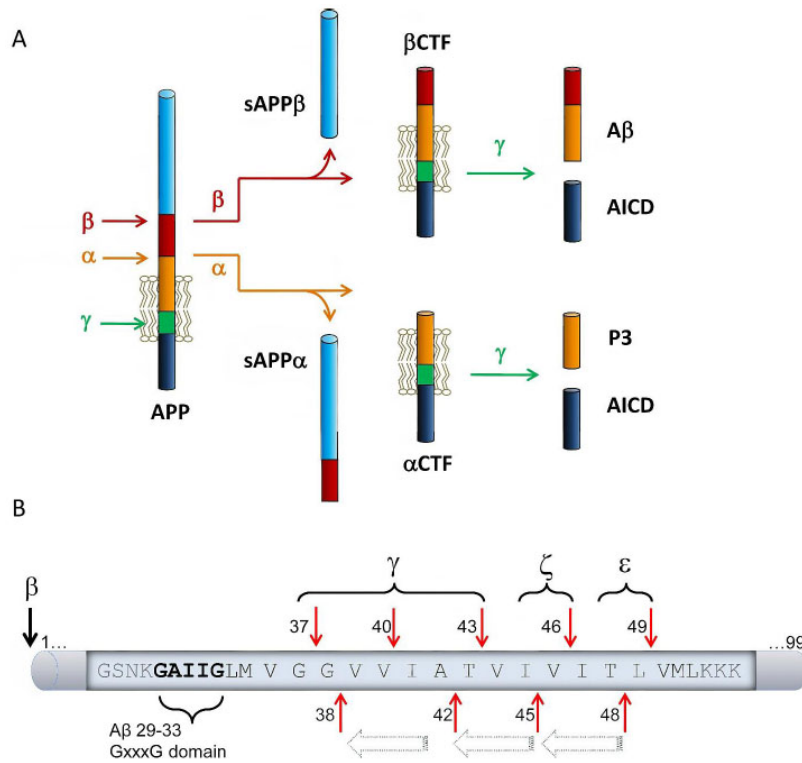 A
sAPPβ
βCTF
Aβ
AICD
γ
β
β
α
α
γ
APP
sAPPα
αCTF
γ
P3
AICD
B
γ
ζ
ε
β
37
40
43
46
49
1...
...99
GSNKGAIIGLM V G G V V I A T V I V I T LVMLKKK
38
42
45
48
Aβ 29-33
GxxxG domain